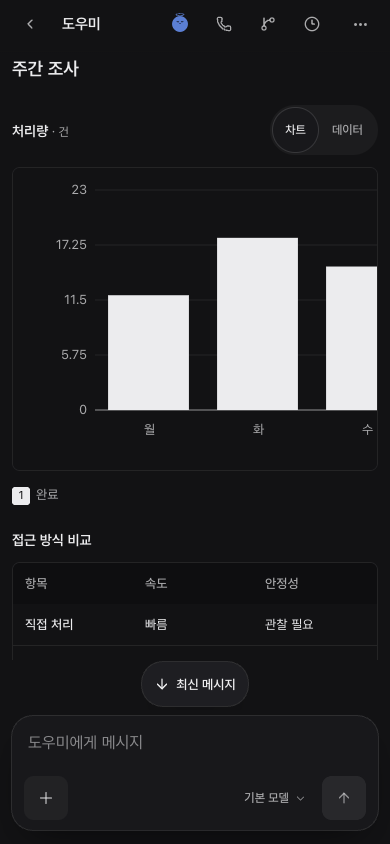 도우미
주간 조사
처리량 · 건
차트
데이터
23
17.25
11.5
5.75
0
월
화
수
1 완료
접근 방식 비교
항목 속도 안정성
직접 처리 빠름 관찰 필요
최신 메시지
도우미에게 메시지
기본 모델